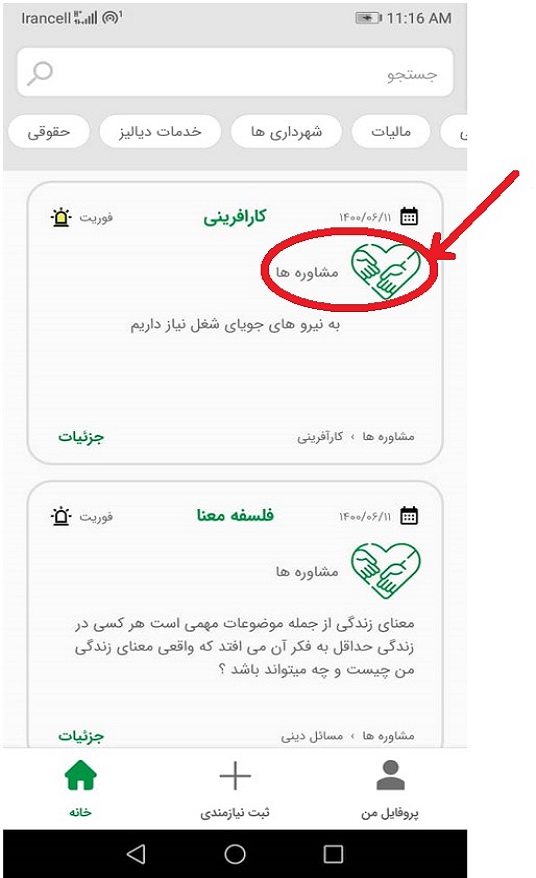 Irancell 11:16 AM
جستجو
مالیات شهرداری ها خدمات دیالیز حقوقی
۱۴۰۰/۰۶/۱۱ کارافرینی فوریت
مشاوره ها
به نیرو های جویای شغل نیاز داریم
مشاوره ها › کارآفرینی جزئیات
۱۴۰۰/۰۶/۱۱ فلسفه معنا فوریت
مشاوره ها
معنای زندگی از جمله موضوعات مهمی است هر کسی در
زندگی حداقل به فکر آن می افتد که واقعی معنای زندگی
من چیست و چه میتواند باشد ؟
مشاوره ها › مسائل دینی جزئیات
پروفایل من ثبت نیازمندی خانه